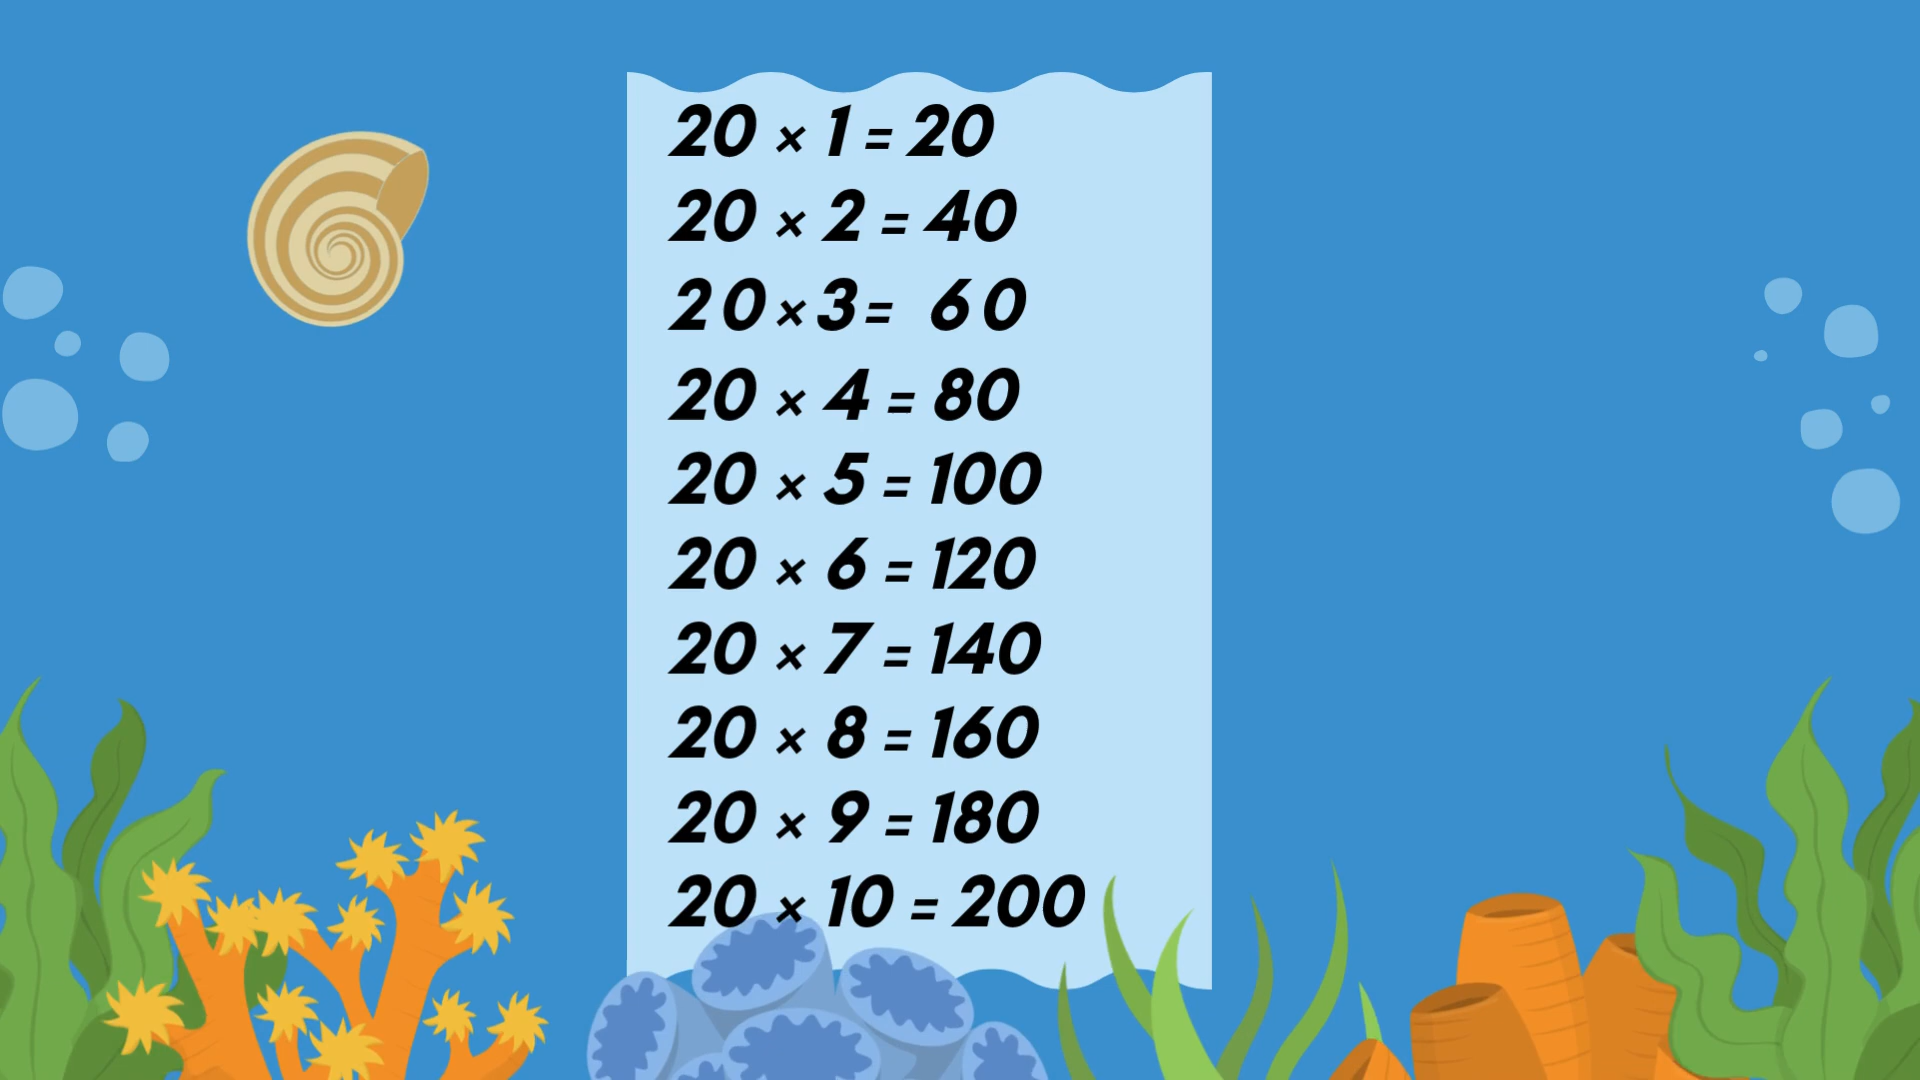 20 × 1 = 20
20 × 2 = 40
20 × 3 = 60
20 × 4 = 80
20 × 5 = 100
20 × 6 = 120
20 × 7 = 140
20 × 8 = 160
20 × 9 = 180
20 × 10 = 200